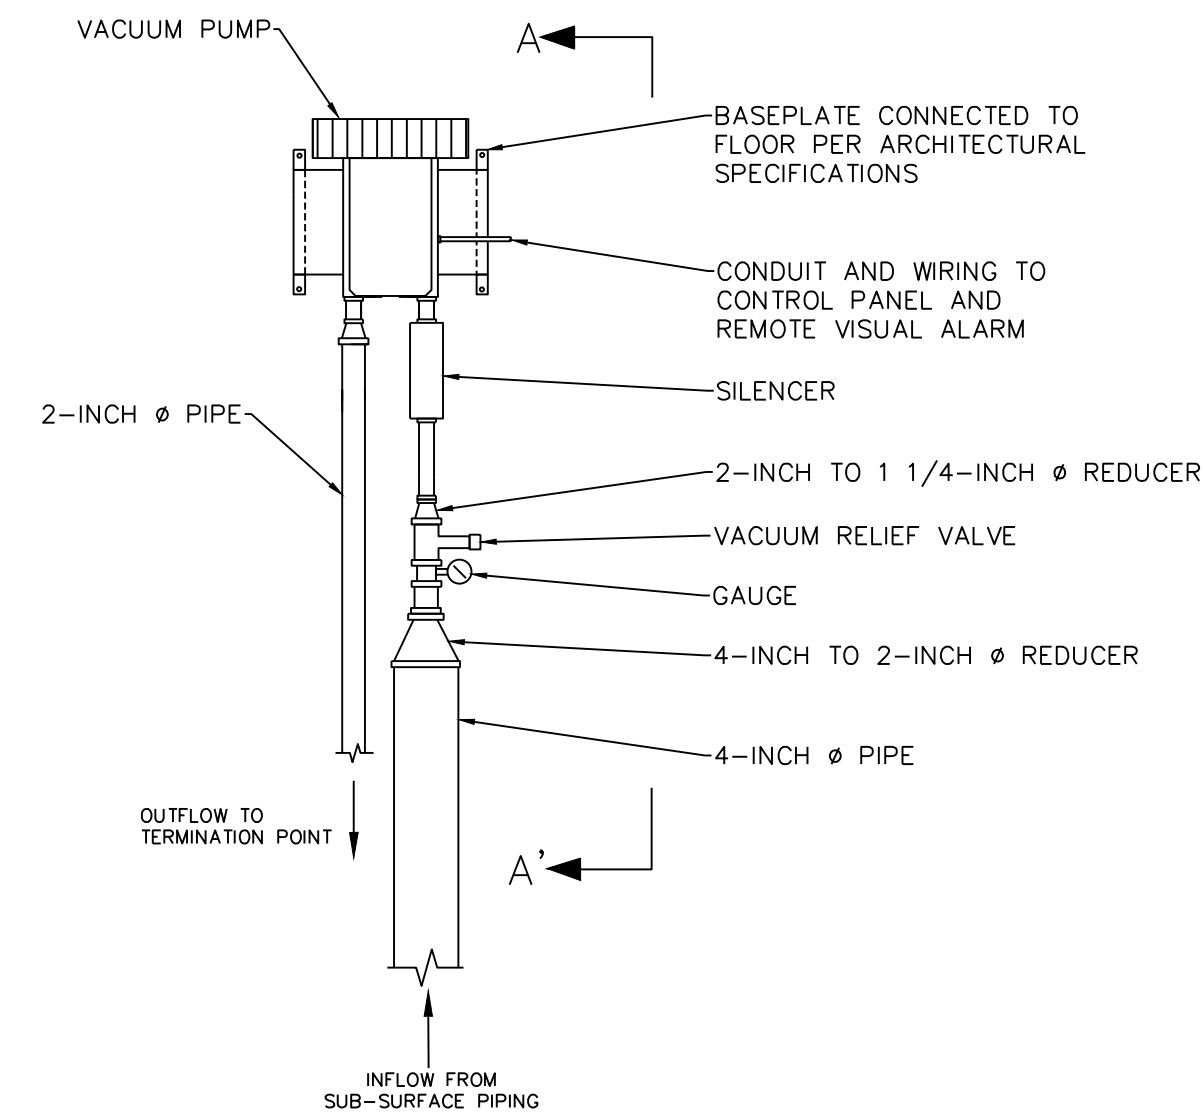 VACUUM PUMP
A
BASEPLATE CONNECTED TO
FLOOR PER ARCHITECTURAL
SPECIFICATIONS
CONDUIT AND WIRING TO
CONTROL PANEL AND
REMOTE VISUAL ALARM
SILENCER
2-INCH ø PIPE
2-INCH TO 1 1/4-INCH ø REDUCER
VACUUM RELIEF VALVE
GAUGE
4-INCH TO 2-INCH ø REDUCER
4-INCH ø PIPE
OUTFLOW TO
TERMINATION POINT
A'
INFLOW FROM
SUB-SURFACE PIPING